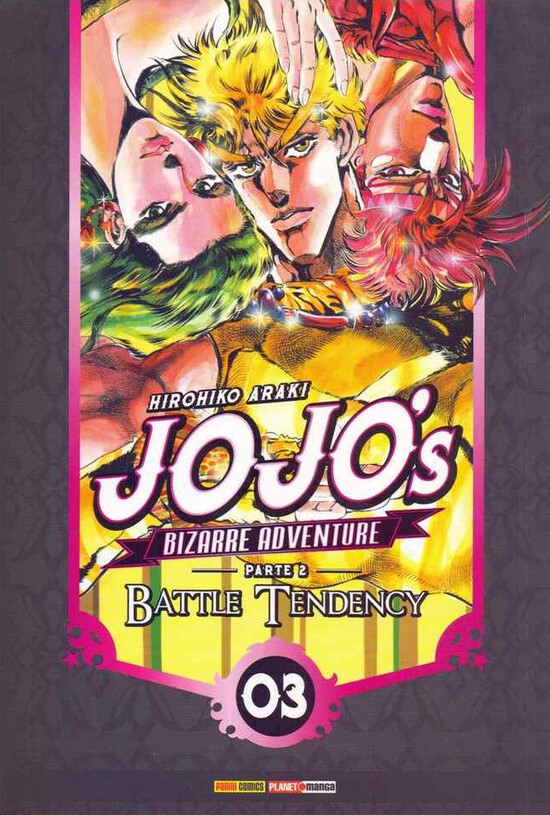 HIROHIKO ARAKI
JOJO's
BIZARRE ADVENTURE
PARTE 2
BATTLE TENDENCY
03
PANINI COMICS PLANET manga